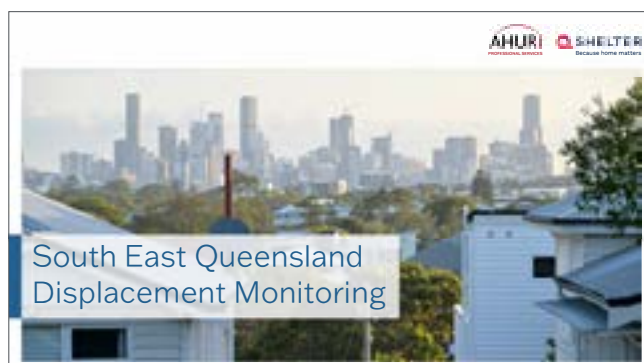 AHURI
PROFESSIONAL SERVICES
Q SHELTER
Because home matters
South East Queensland
Displacement Monitoring